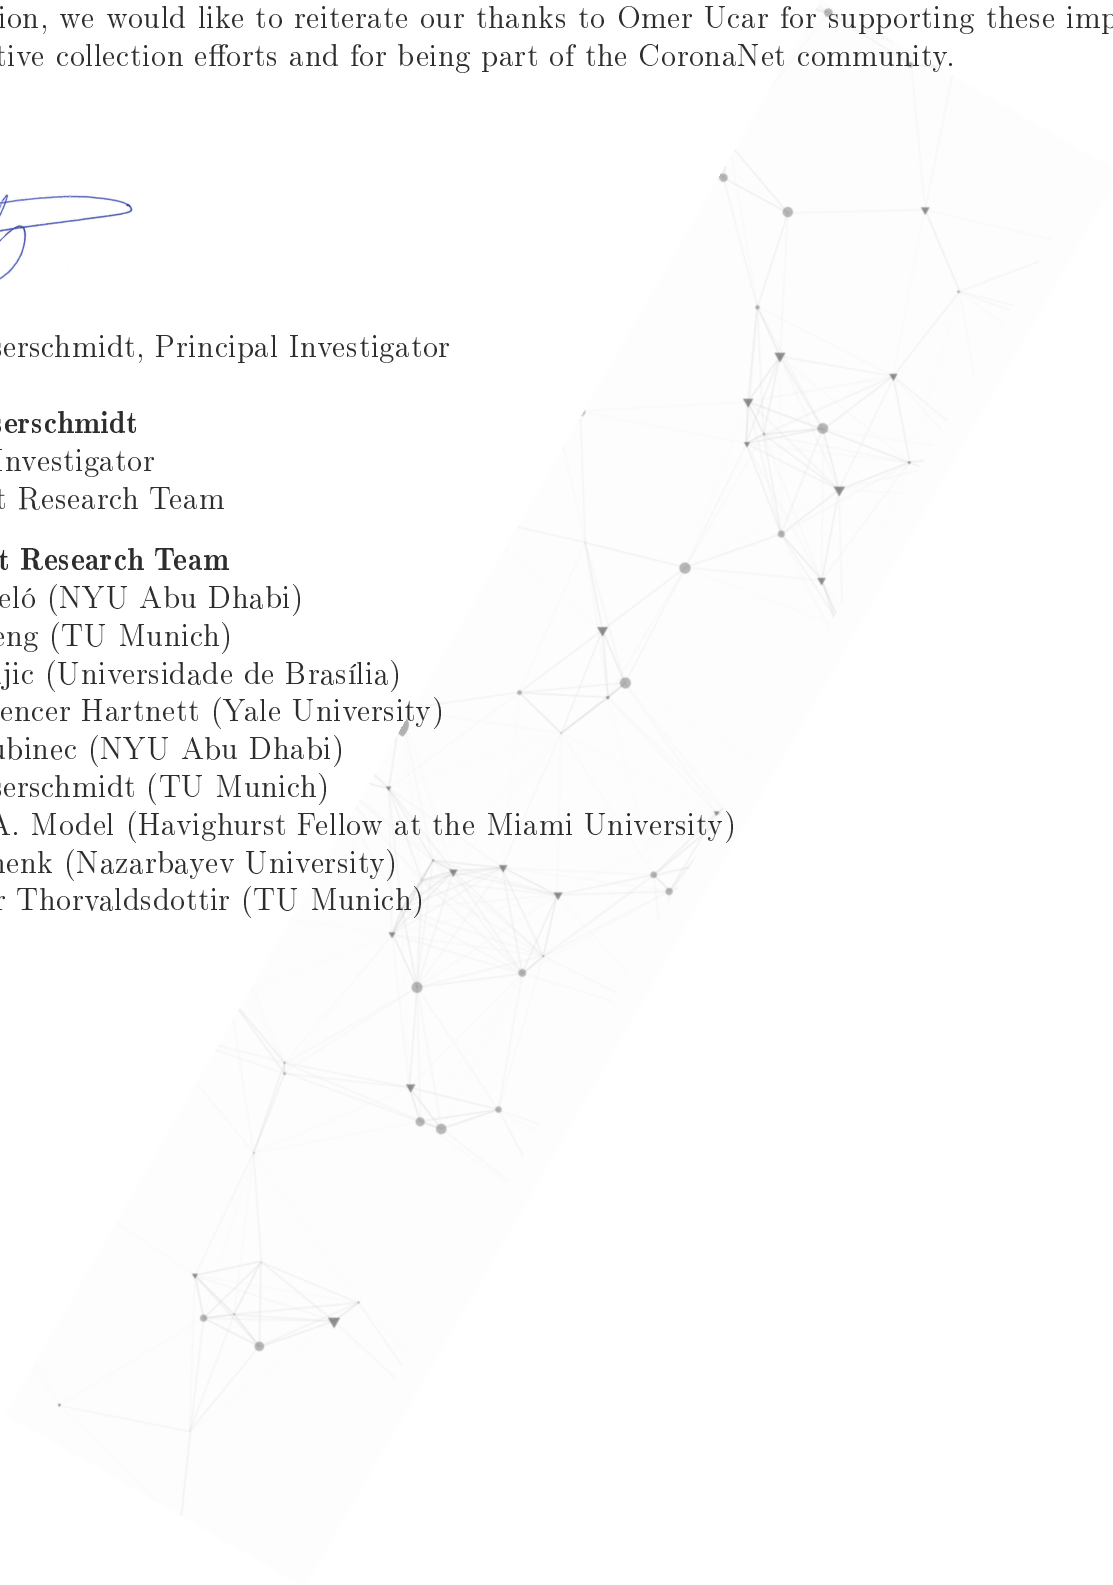 ion, we would like to reiterate our thanks to Omer Ucar for supporting these imp
tive collection efforts and for being part of the CoronaNet community.
serschmidt, Principal Investigator
serschmidt
Investigator
t Research Team
t Research Team
eló (NYU Abu Dhabi)
eng (TU Munich)
jic (Universidade de Brasília)
encer Hartnett (Yale University)
ubinec (NYU Abu Dhabi)
serschmidt (TU Munich)
A. Model (Havighurst Fellow at the Miami University)
enk (Nazarbayev University)
r Thorvaldsdottir (TU Munich)